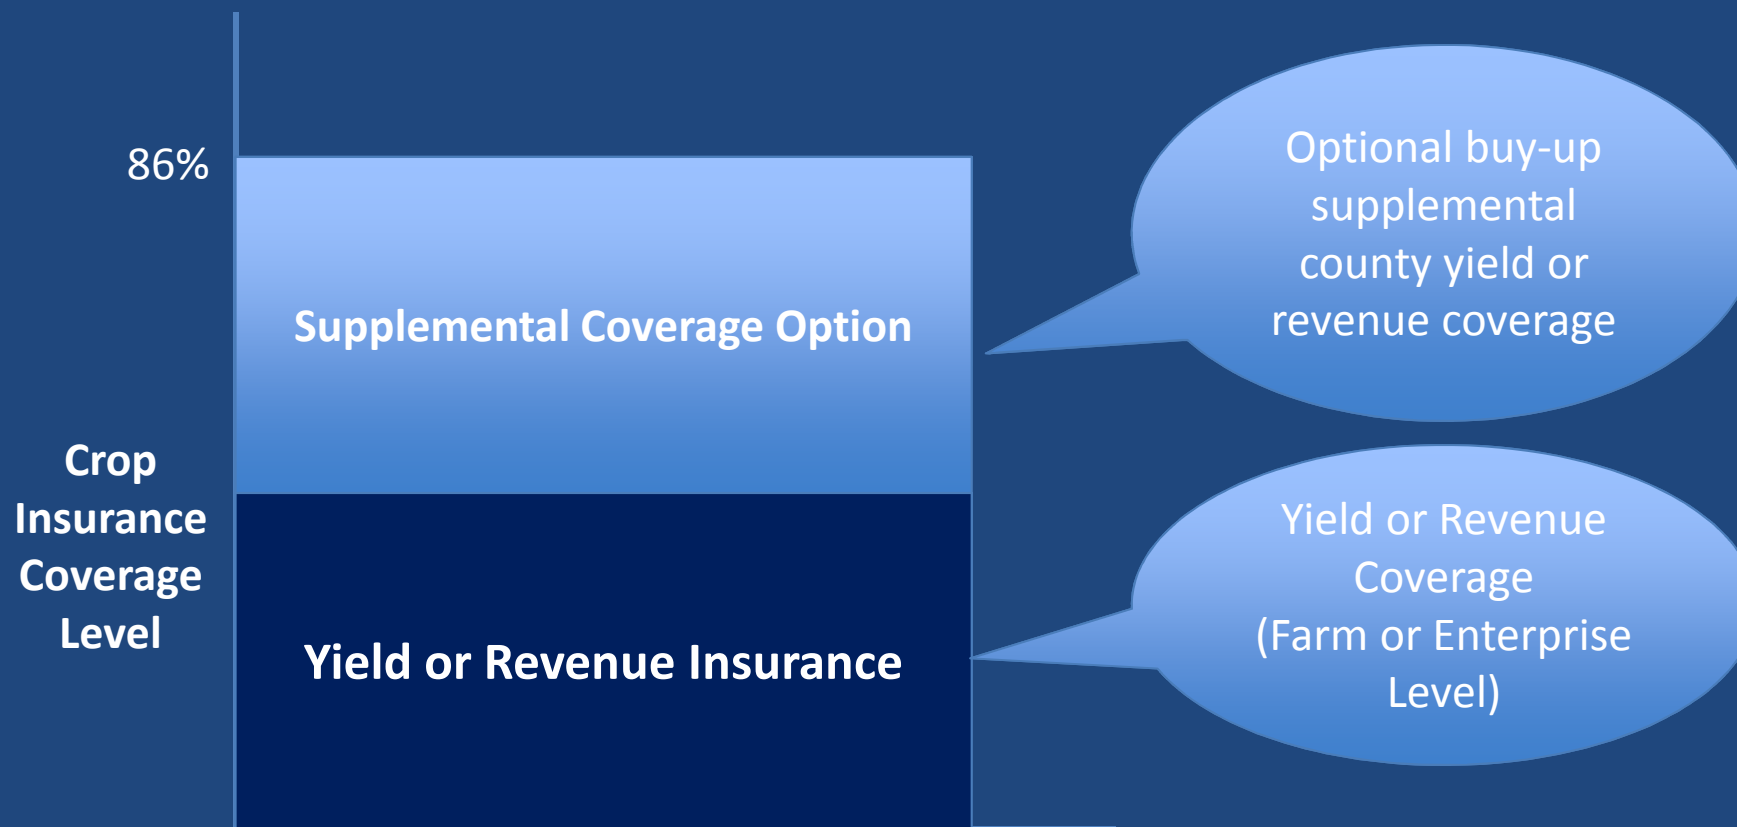 86%
Supplemental Coverage Option
Optional buy-up
supplemental
county yield or
revenue coverage
Crop
Insurance
Coverage
Level
Yield or Revenue Insurance
Yield or Revenue
Coverage
(Farm or Enterprise
Level)